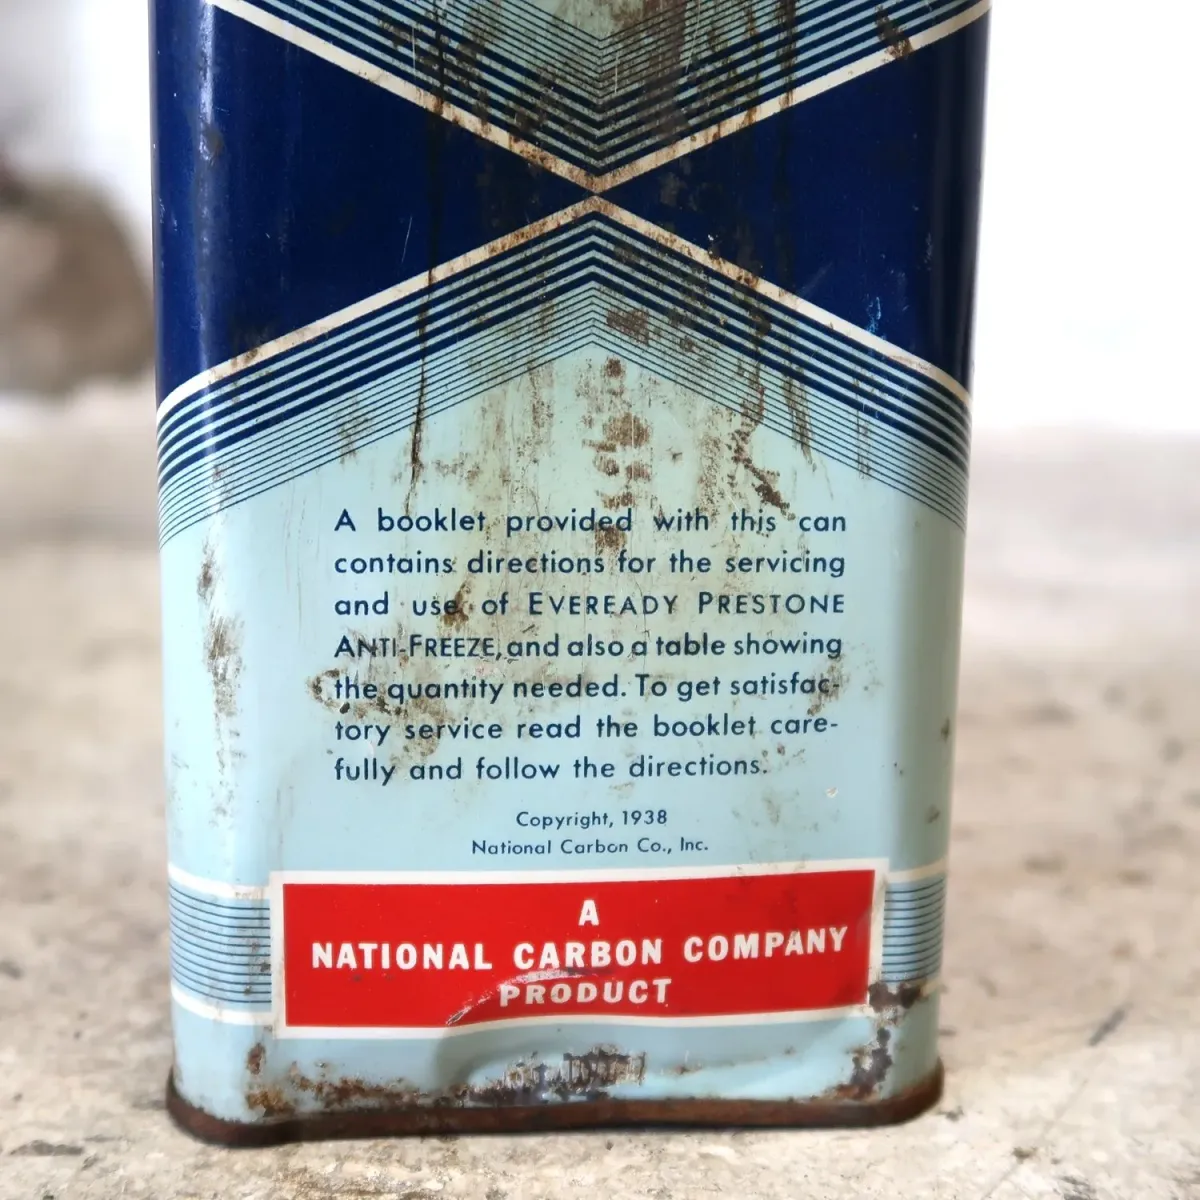 A booklet provided with this can
contains directions for the servicing
and use of EVEREADY PRESTONE
ANTI-FREEZE, and also a table showing
the quantity needed. To get satisfac-
tory service read the booklet care-
fully and follow the directions.
Copyright, 1938
National Carbon Co., Inc.
A
NATIONAL CARBON COMPANY
PRODUCT